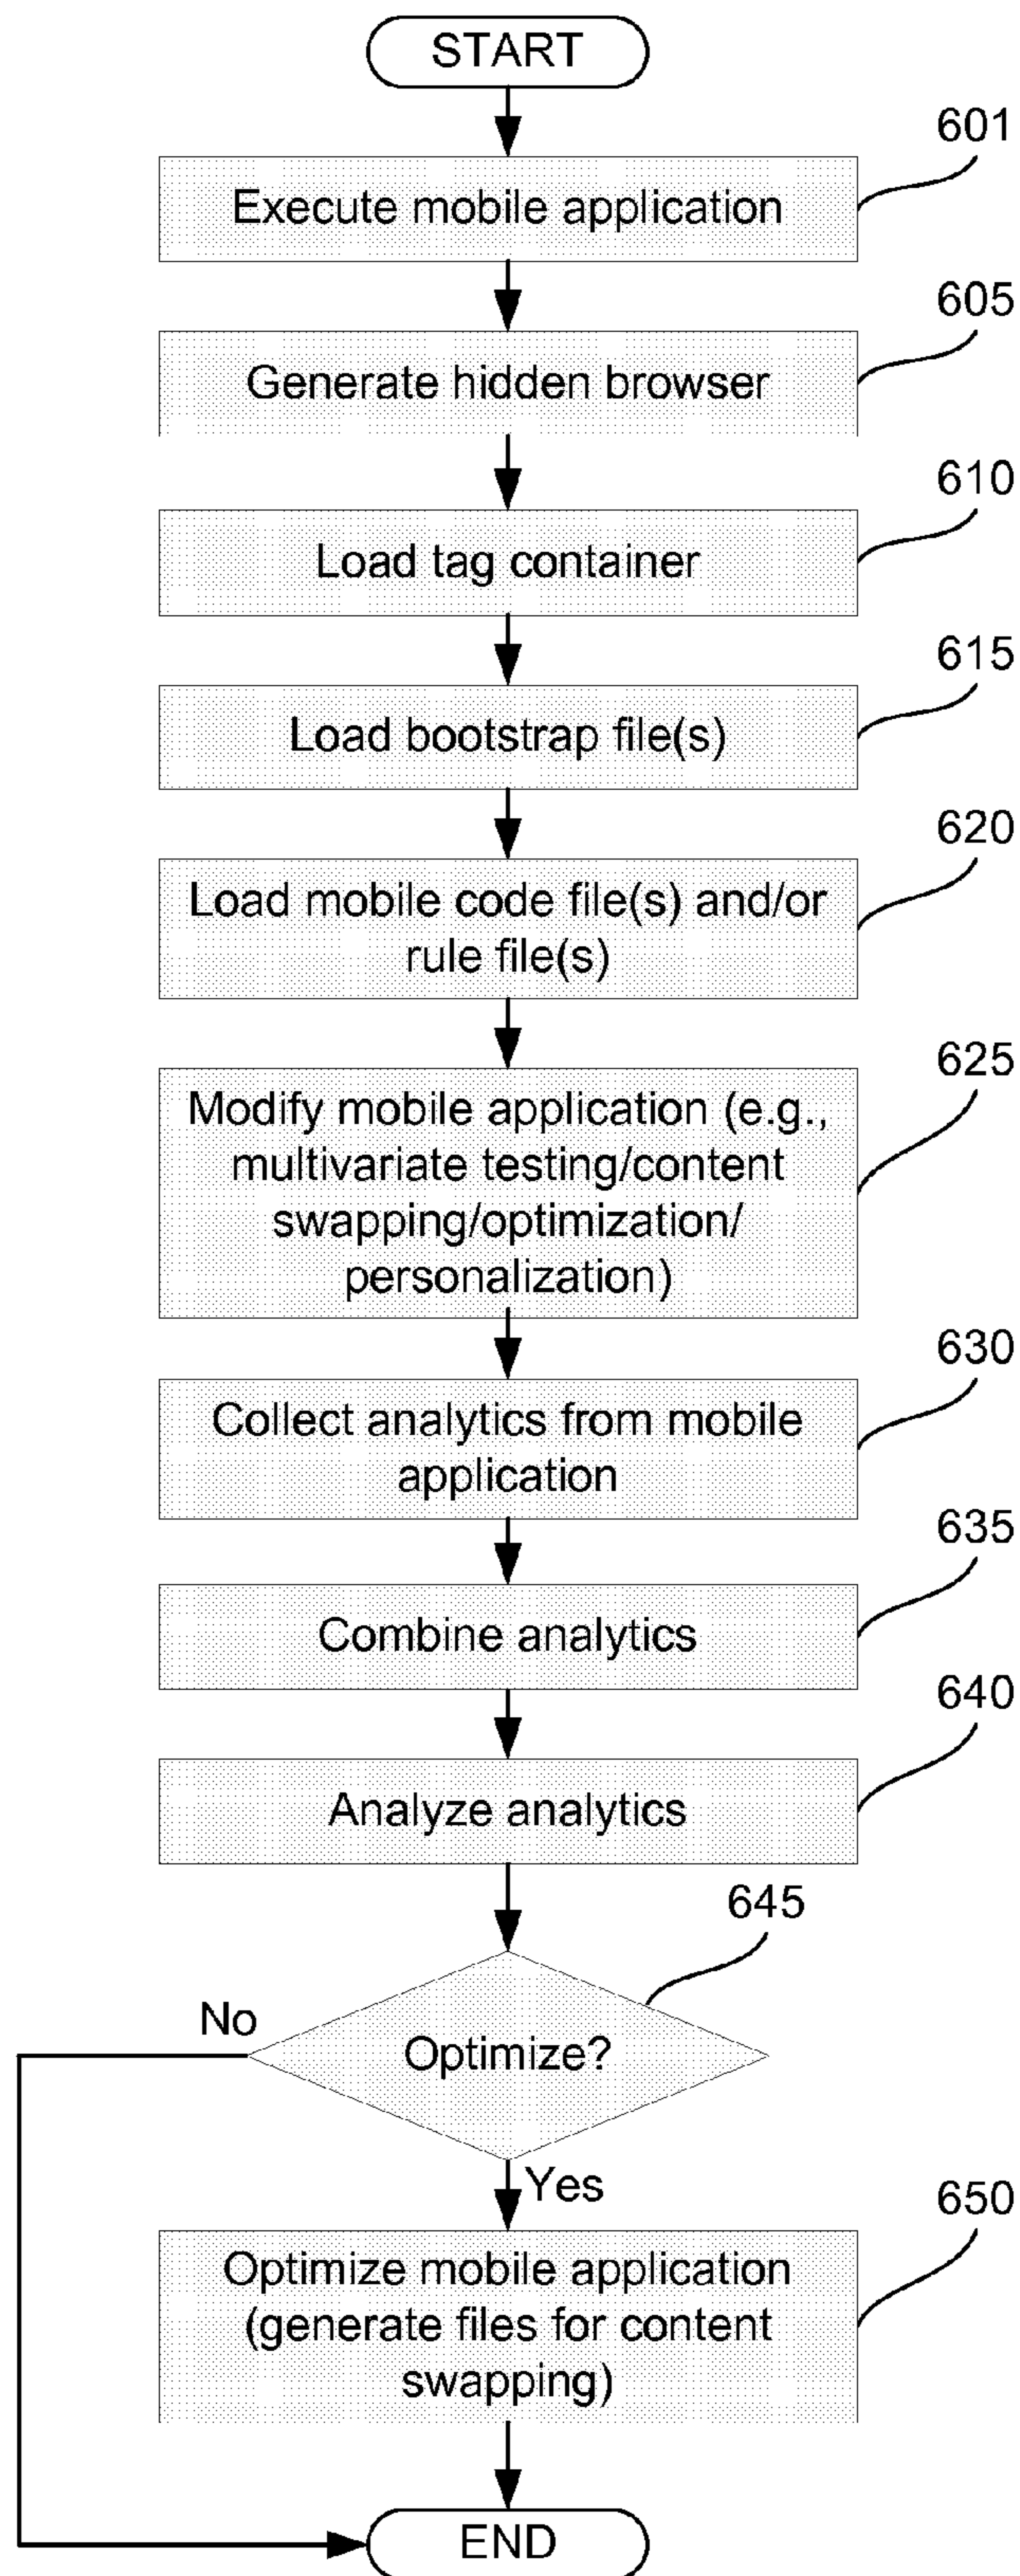 START
601
Execute mobile application
605
Generate hidden browser
610
Load tag container
615
Load bootstrap file(s)
620
Load mobile code file(s) and/or
rule file(s)
625
Modify mobile application (e.g.,
multivariate testing/content
swapping/optimization/
personalization)
630
Collect analytics from mobile
application
635
Combine analytics
640
Analyze analytics
645
No
Optimize?
Yes
650
Optimize mobile application
(generate files for content
swapping)
END